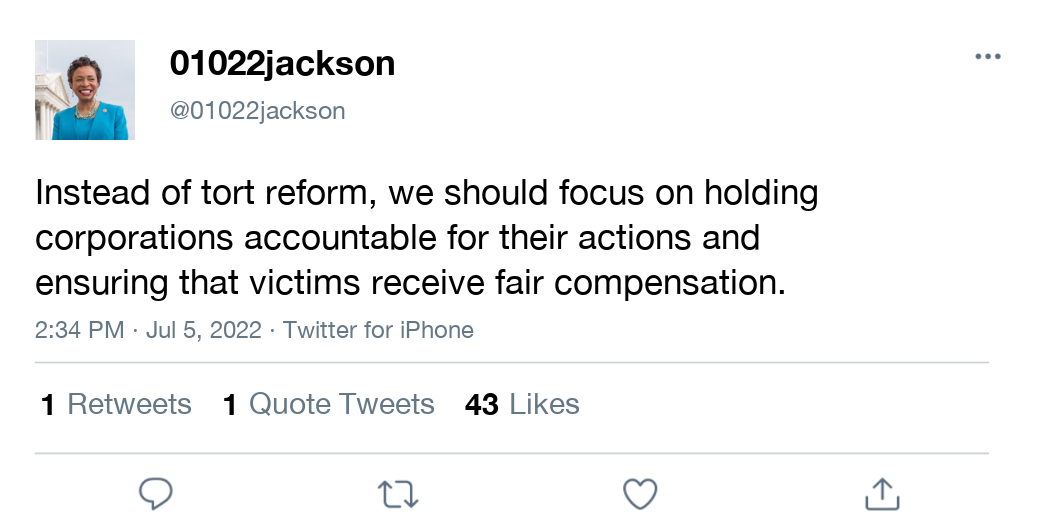 01022jackson
@01022jackson
Instead of tort reform, we should focus on holding
corporations accountable for their actions and
ensuring that victims receive fair compensation.
2:34 PM · Jul 5, 2022 · Twitter for iPhone
1 Retweets 1 Quote Tweets 43 Likes